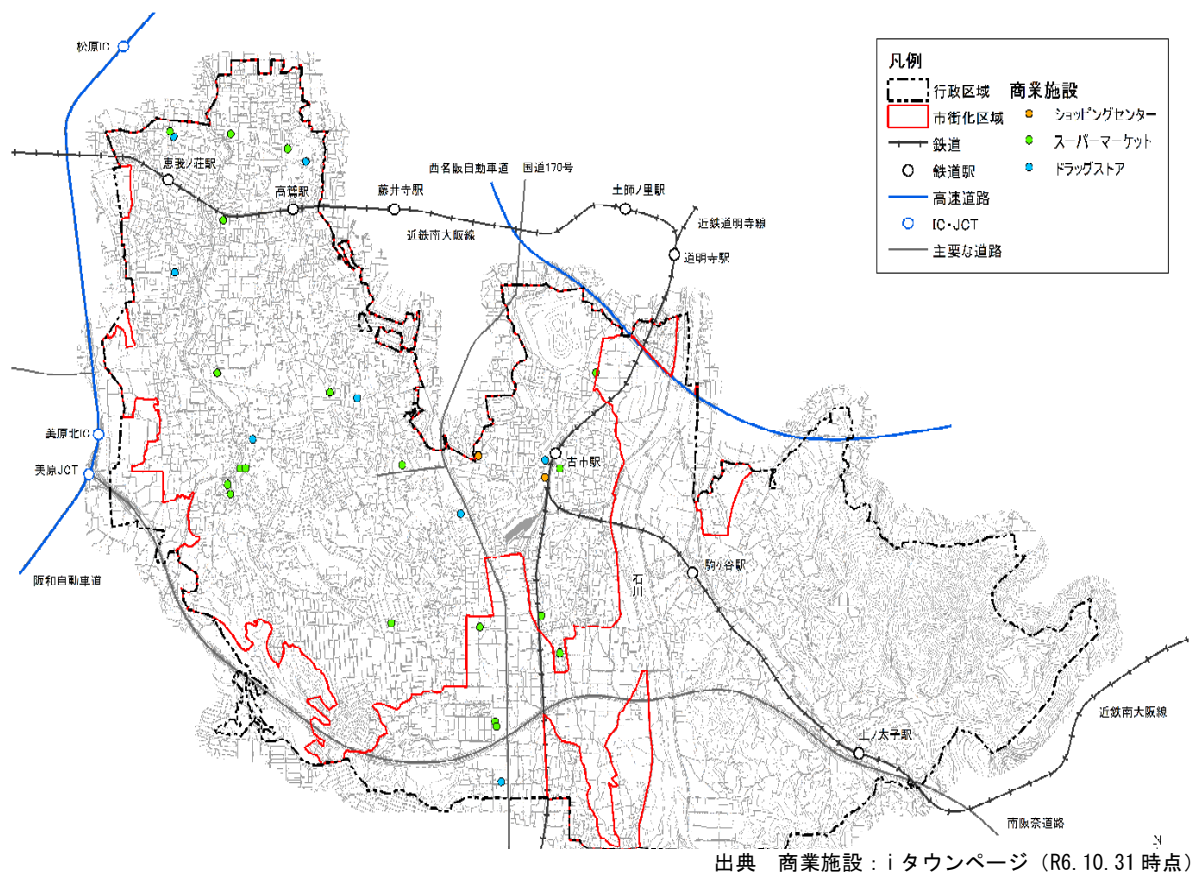 松原IC
凡例
行政区域
商業施設
市街化区域
ショッピングセンター
鉄道
スーパーマーケット
鉄道駅
ドラッグストア
高速道路
IC・JCT
主要な道路
恵我ノ荘駅
高鷲駅
藤井寺駅
西名阪自動車道
国道170号
土師ノ里駅
近鉄南大阪線
近鉄道明寺線
道明寺駅
美原北IC
美原JCT
古市駅
阪和自動車道
石川
駒ヶ谷駅
上ノ太子駅
近鉄南大阪線
南阪奈道路
出典 商業施設：iタウンページ（R6.10.31時点）